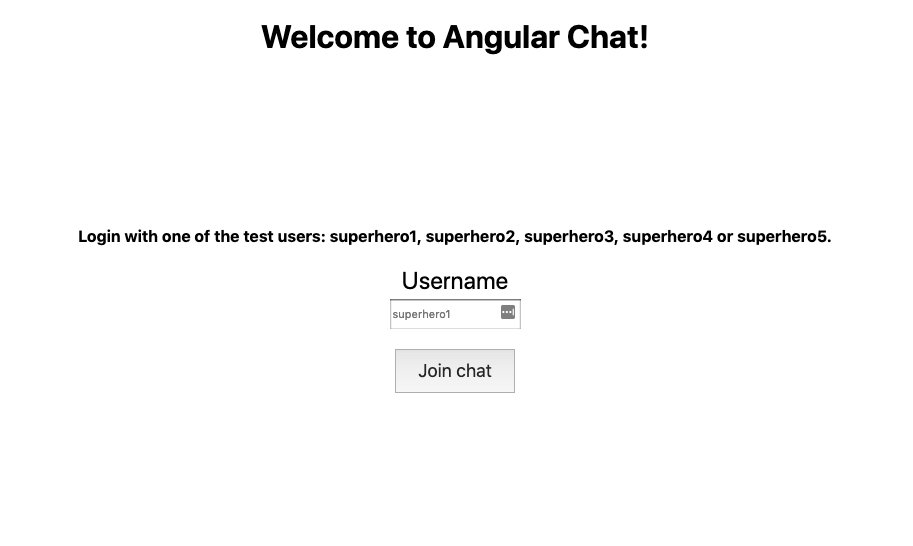 Welcome to Angular Chat!
Login with one of the test users: superhero1, superhero2, superhero3, superhero4 or superhero5.
Username
superhero1
Join chat